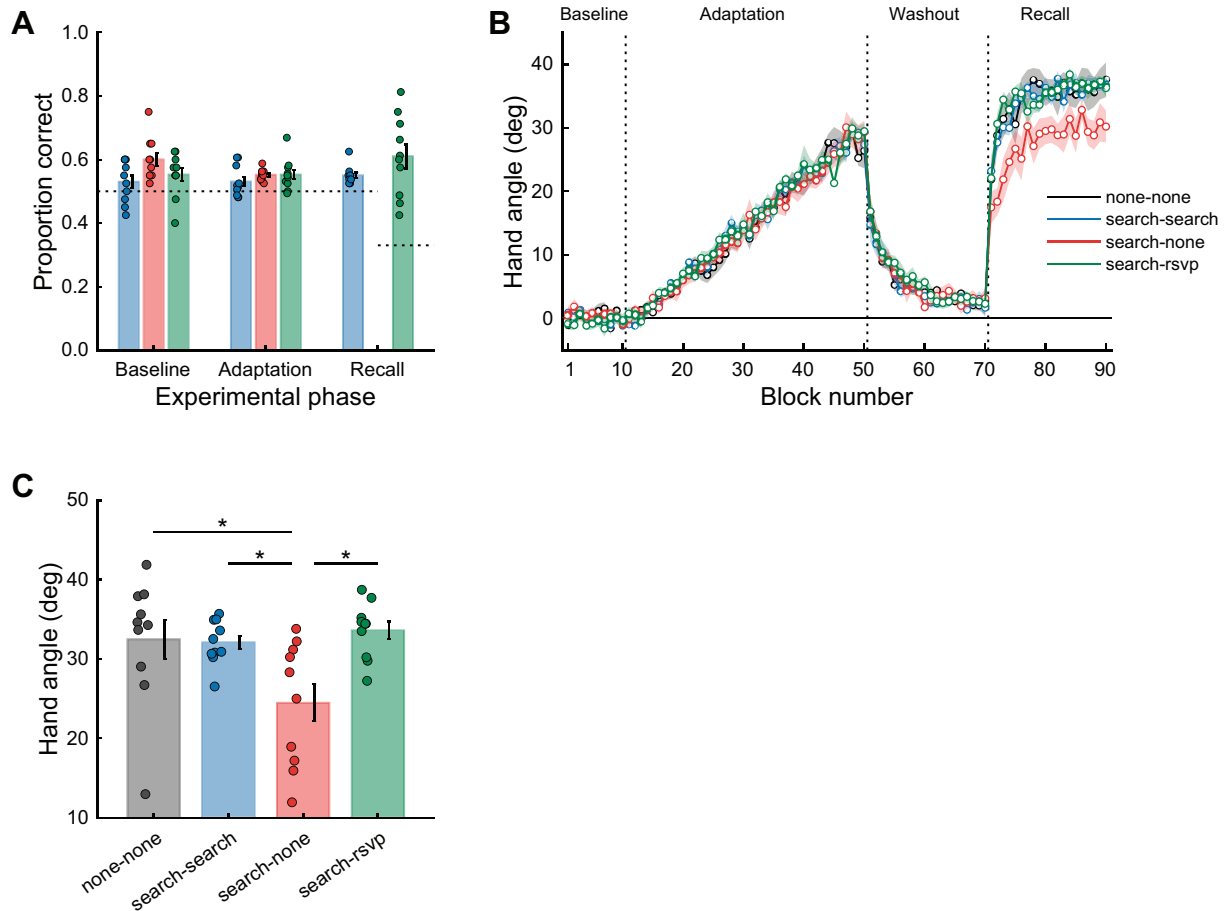 A
1.0
0.8
0.6
0.4
0.2
0.0
Proportion correct
Baseline
Adaptation
Recall
Experimental phase
B
Baseline
Adaptation
Washout
Recall
40
30
20
10
0
Hand angle (deg)
none-none
search-search
search-none
search-rsvp
1
10
20
30
40
50
60
70
80
90
Block number
C
50
40
30
20
10
Hand angle (deg)
*
*
*
none-none
search-search
search-none
search-rsvp